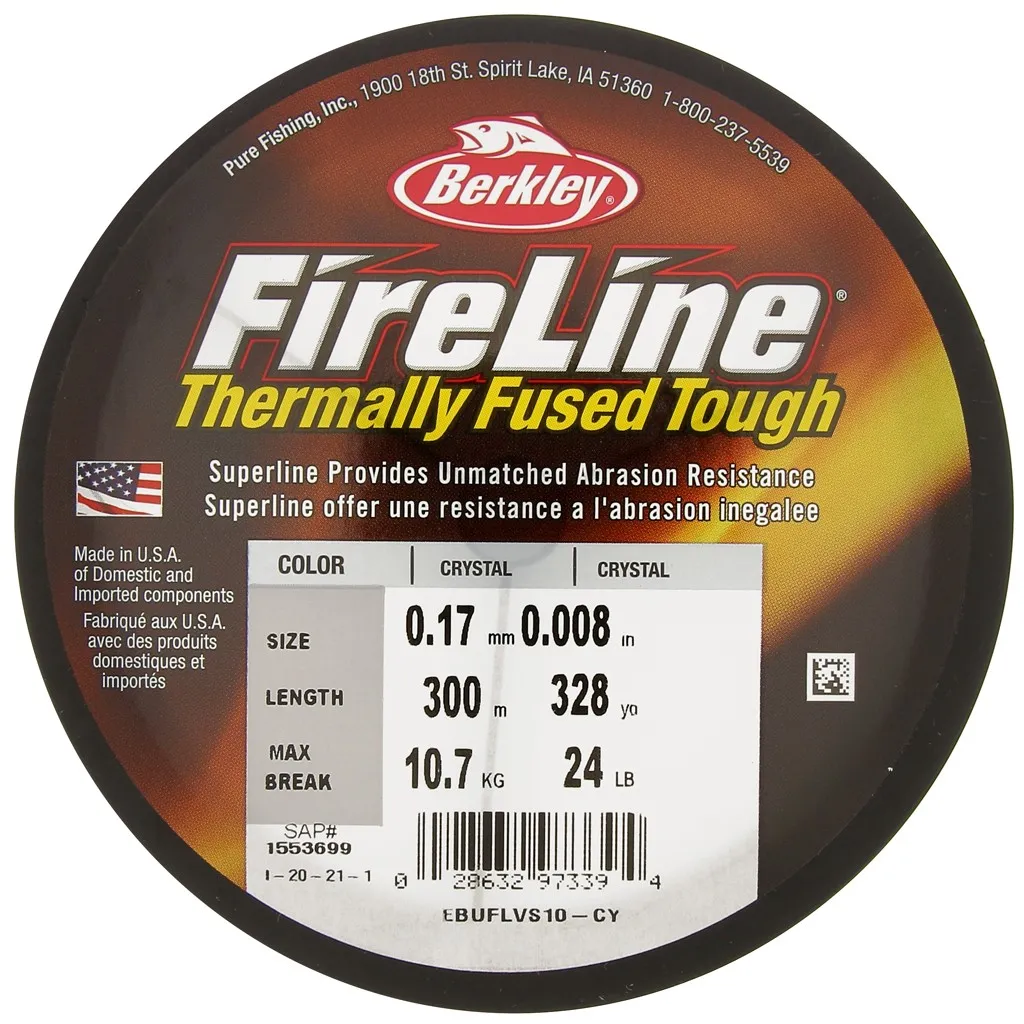 Pure Fishing, Inc., 1900 18th St. Spirit Lake, IA 51360 1-800-237-5539
Berkley®
FireLine®
Thermally Fused Tough
Superline Provides Unmatched Abrasion Resistance
Superline offer une resistance a l'abrasion inegalee
Made in U.S.A.
of Domestic and
Imported components
Fabriqué aux U.S.A.
avec des produits
domestiques et
importés
COLOR | CRYSTAL | CRYSTAL
SIZE 0.17 mm 0.008 in
LENGTH 300 m 328 yd
MAX
BREAK 10.7 KG 24 LB
SAP#
1553699
I-20-21-1
0 28632 97339 4
EBUFLVS10-CY